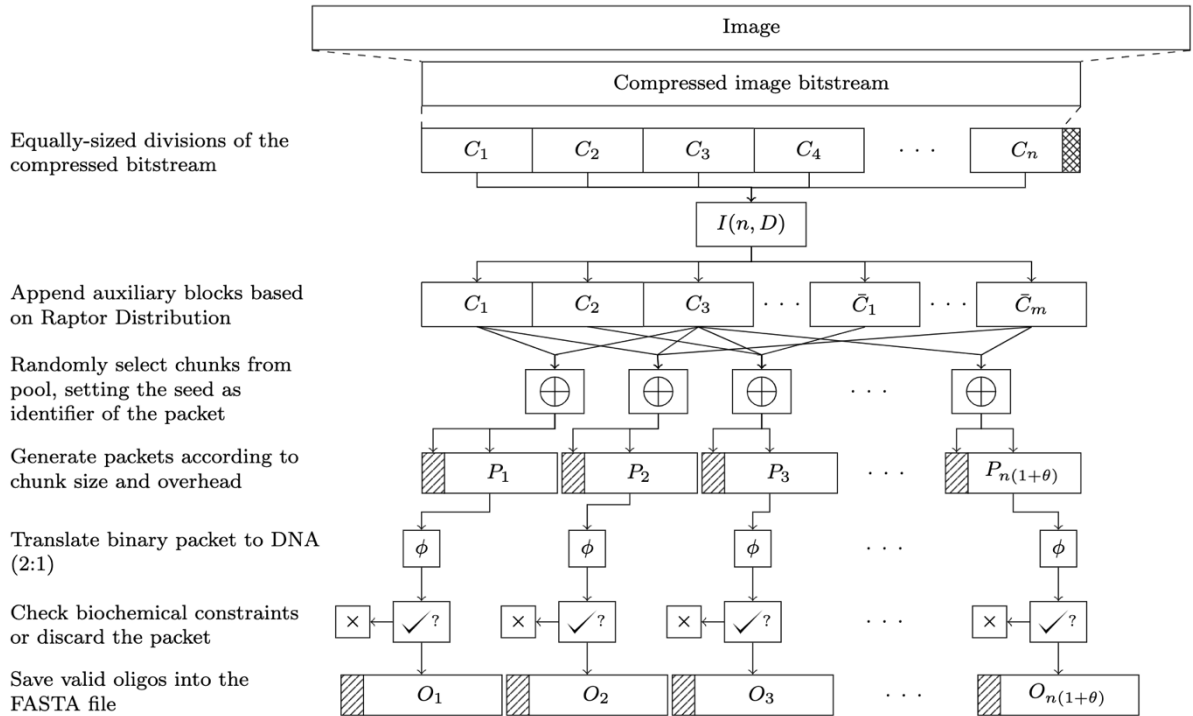 Image
Compressed image bitstream
Equally-sized divisions of the
compressed bitstream
C₁ C₂ C₃ C₄ · · · Cₙ
I(n, D)
Append auxiliary blocks based
on Raptor Distribution
C₁ C₂ C₃ · · · C̄₁ · · · C̄ₘ
Randomly select chunks from
pool, setting the seed as
identifier of the packet
⊕ ⊕ ⊕ · · · ⊕
Generate packets according to
chunk size and overhead
P₁ P₂ P₃ · · · Pₙ₍₁₊θ₎
Translate binary packet to DNA
(2:1)
ϕ ϕ ϕ · · · ϕ
Check biochemical constraints
or discard the packet
× ✓? × ✓? × ✓? · · · × ✓?
Save valid oligos into the
FASTA file
O₁ O₂ O₃ · · · Oₙ₍₁₊θ₎